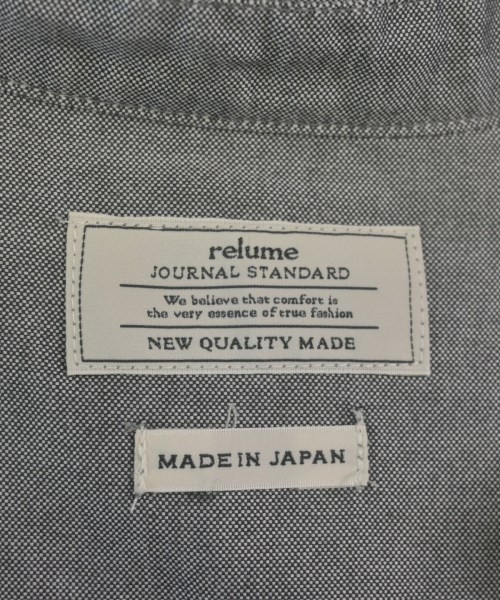 relume
JOURNAL STANDARD
We believe that comfort is
the very essence of true fashion
NEW QUALITY MADE
MADE IN JAPAN